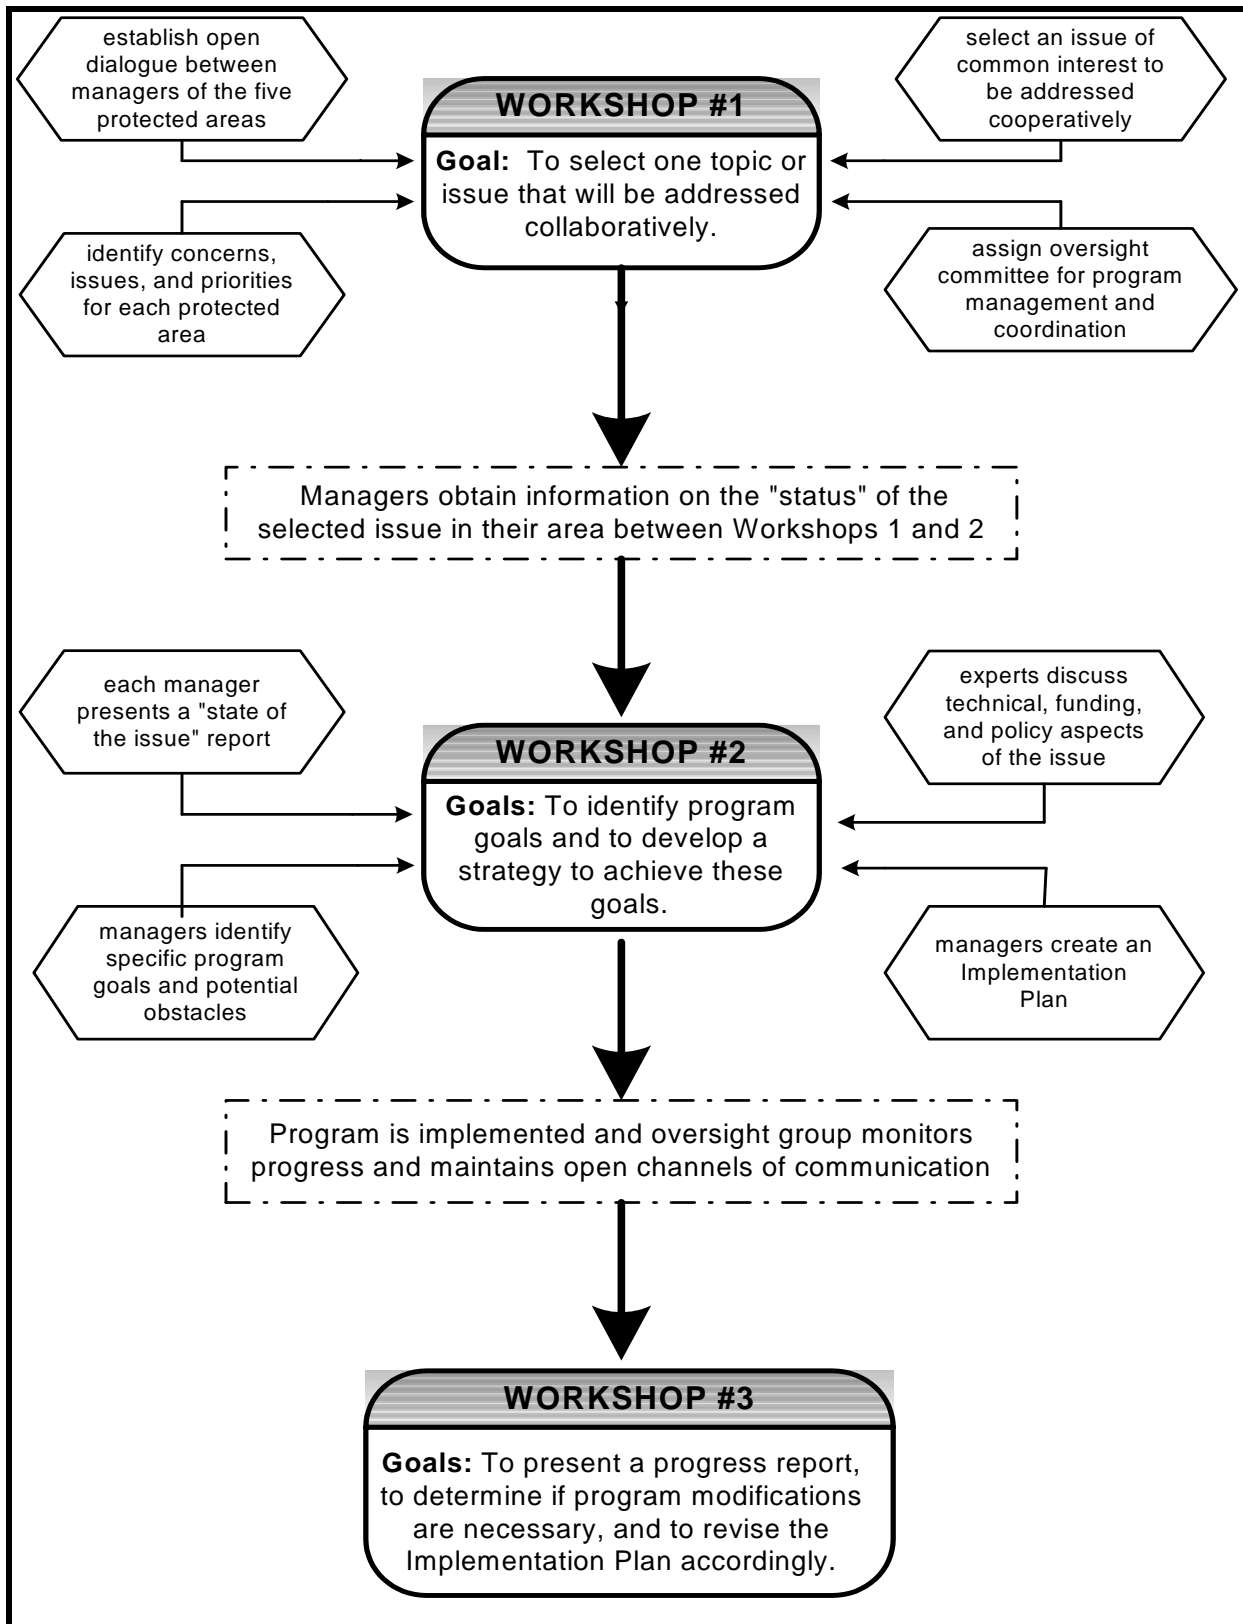 establish open
dialogue between
managers of the five
protected areas
select an issue of
common interest to
be addressed
cooperatively
WORKSHOP #1
Goal: To select one topic or
issue that will be addressed
collaboratively.
identify concerns,
issues, and priorities
for each protected
area
assign oversight
committee for program
management and
coordination
Managers obtain information on the "status" of the
selected issue in their area between Workshops 1 and 2
each manager
presents a "state of
the issue" report
experts discuss
technical, funding,
and policy aspects
of the issue
WORKSHOP #2
Goals: To identify program
goals and to develop a
strategy to achieve these
goals.
managers identify
specific program
goals and potential
obstacles
managers create an
Implementation
Plan
Program is implemented and oversight group monitors
progress and maintains open channels of communication
WORKSHOP #3
Goals: To present a progress report,
to determine if program modifications
are necessary, and to revise the
Implementation Plan accordingly.